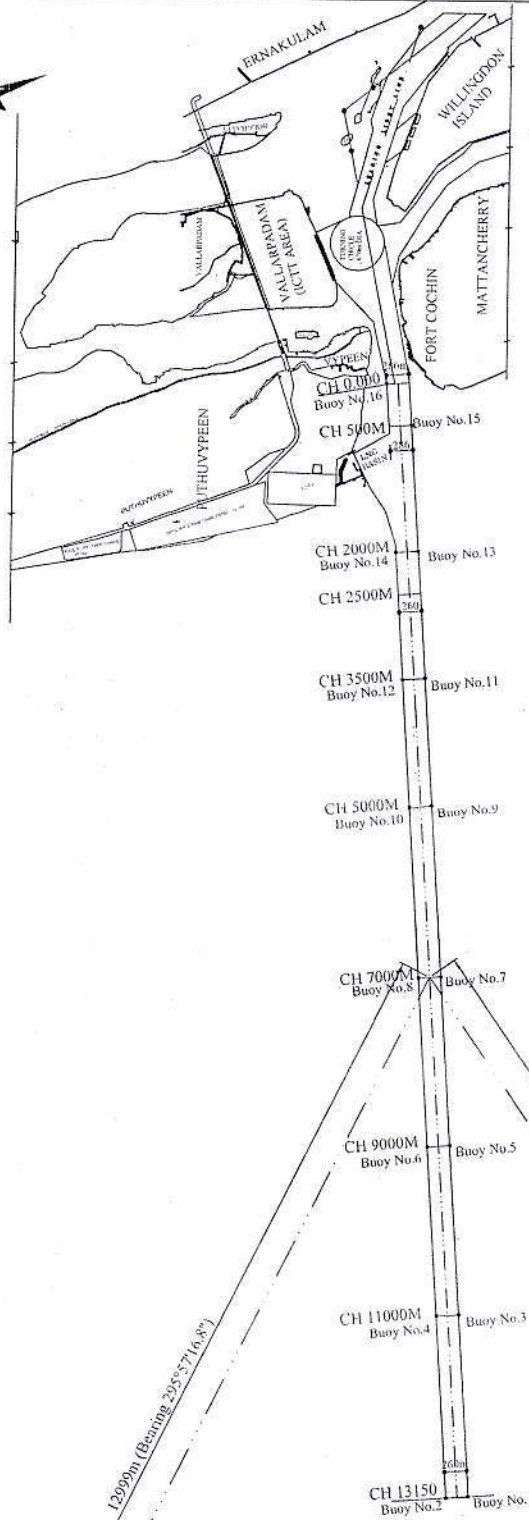 ERNAKULAM
WILLINGDON
ISLAND
BOLGHATTY
VALLARPADAM
VALLARPADAM
(ICTT AREA)
TURNING
CIRCLE
MATTANCHERRY
FORT COCHIN
VYPEEN
CH 0.000
Buoy No.16
CH 500M
Buoy No.15
LNG
BASIN
PUTHUVYPEEN
PUTHUVYPEEN
CH 2000M
Buoy No.14
Buoy No.13
CH 2500M
260
CH 3500M
Buoy No.12
Buoy No.11
CH 5000M
Buoy No.10
Buoy No.9
CH 7000M
Buoy No.8
Buoy No.7
CH 9000M
Buoy No.6
Buoy No.5
CH 11000M
Buoy No.4
Buoy No.3
12999m (Bearing 295°57'16.8")
260m
CH 13150
Buoy No.2
Buoy No.